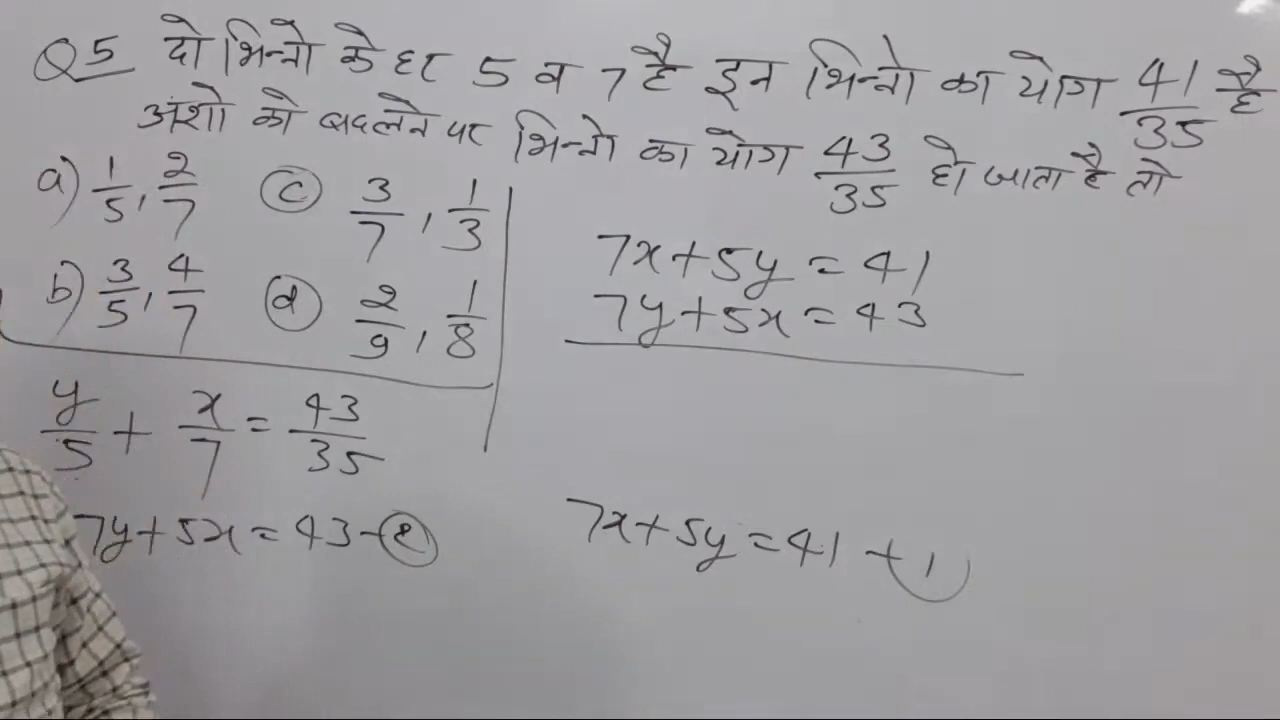 Q5 दो भिन्नो के हर 5 व 7 है इन भिन्नो का योग 41/35 है
अंशो को बदलने पर भिन्नो का योग 43/35 हो जाता है तो
a) 1/5, 2/7 (c) 3/7, 1/3
b) 3/5, 4/7 (d) 2/9, 1/8
7x+5y=41
7y+5x=43
y/5 + x/7 = 43/35
7y+5x=43-(2)
7x+5y=41-1